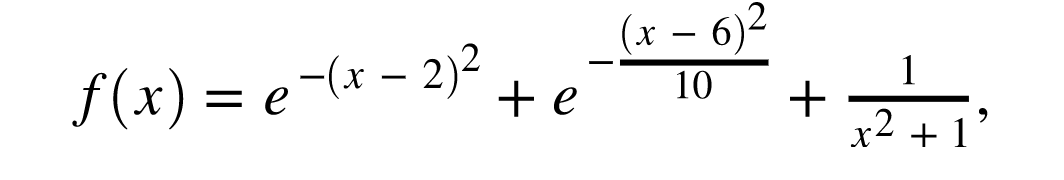 f(x) = e^{-(x - 2)^2} + e^{-\frac{(x - 6)^2}{10}} + \frac{1}{x^2 + 1},